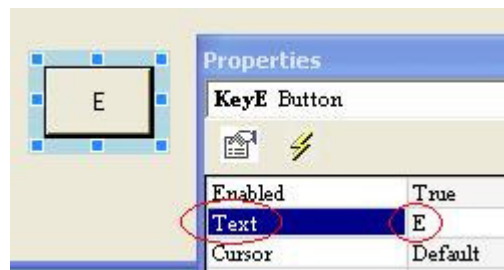 E
Properties
KeyE Button
Enabled True
Text E
Cursor Default